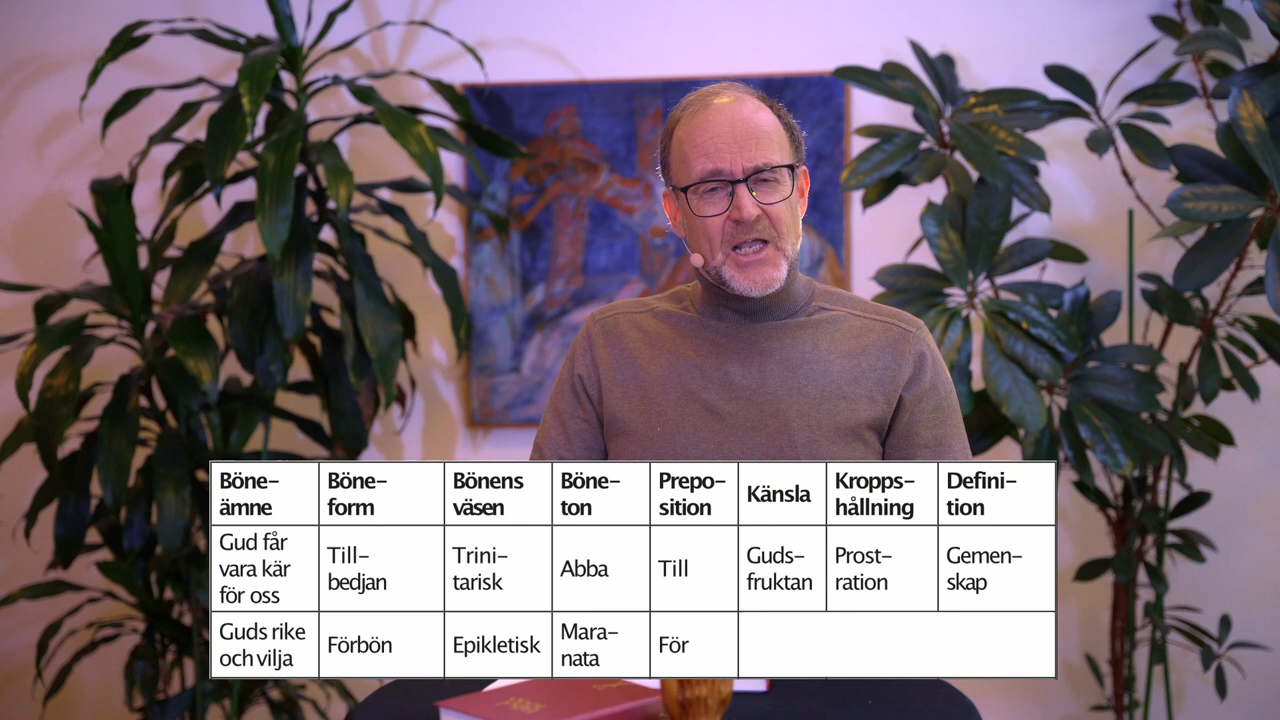 Böne–
ämne
Böne–
form
Bönens
väsen
Böne–
ton
Prepo–
sition
Känsla
Kropps–
hållning
Defini–
tion
Gud får
vara kär
för oss
Till–
bedjan
Trini–
tarisk
Abba
Till
Guds–
fruktan
Prost–
ration
Gemen–
skap
Guds rike
och vilja
Förbön
Epikletisk
Mara–
nata
För